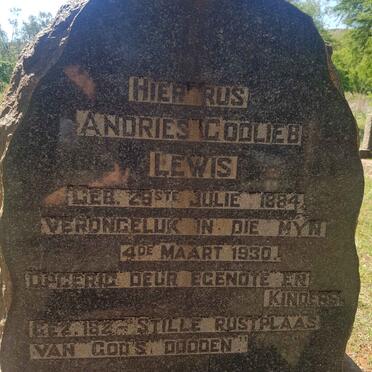 HIER RUS
ANDRIES GODLIEB
LEWIS
GEB. 29STE JULIE 1884.
VERONGELUK IN DIE MYN
4DE MAART 1930.
OPGERIG DEUR EGENOTE EN
KINDERS.
GEZ. 182 - STILLE RUSTPLAAS
VAN GOD'S DOODEN"